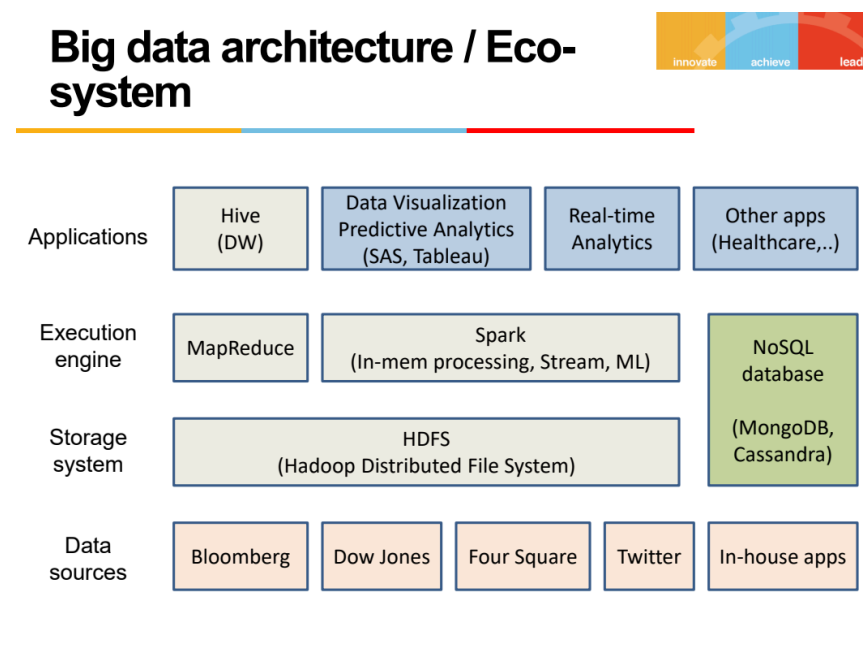 Big data architecture / Eco-
system
innovate
achieve
lead
Applications
Hive
(DW)
Data Visualization
Predictive Analytics
(SAS, Tableau)
Real-time
Analytics
Other apps
(Healthcare,..)
Execution
engine
MapReduce
Spark
(In-mem processing, Stream, ML)
NoSQL
database
(MongoDB,
Cassandra)
Storage
system
HDFS
(Hadoop Distributed File System)
Data
sources
Bloomberg
Dow Jones
Four Square
Twitter
In-house apps